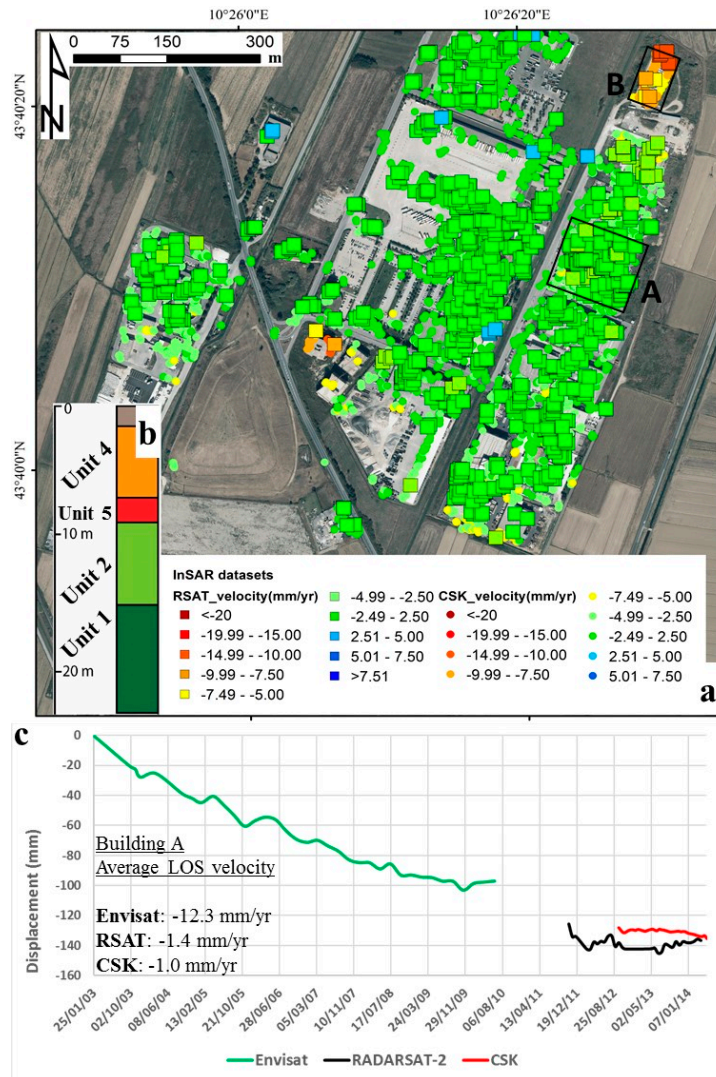 10°26'0"E
10°26'20"E
0 75 150 300
m
N
43°40'20"N
43°40'0"N
B
A
b
0
Unit 4
Unit 5
10 m
Unit 2
Unit 1
20 m
InSAR datasets
RSAT_velocity(mm/yr)
<-20
-19.99 - -15.00
-14.99 - -10.00
-9.99 - -7.50
-7.49 - -5.00
-4.99 - -2.50
-2.49 - 2.50
2.51 - 5.00
5.01 - 7.50
>7.51
CSK_velocity(mm/yr)
<-20
-19.99 - -15.00
-14.99 - -10.00
-9.99 - -7.50
-7.49 - -5.00
-4.99 - -2.50
-2.49 - 2.50
2.51 - 5.00
5.01 - 7.50
a
c
Displacement (mm)
0
-20
-40
-60
-80
-100
-120
-140
-160
Building A
Average LOS velocity
Envisat: -12.3 mm/yr
RSAT: -1.4 mm/yr
CSK: -1.0 mm/yr
25/01/03
02/10/03
08/06/04
13/02/05
21/10/05
28/06/06
05/03/07
10/11/07
17/07/08
24/03/09
29/11/09
06/08/10
13/04/11
19/12/11
25/08/12
02/05/13
07/01/14
Envisat RADARSAT-2 CSK